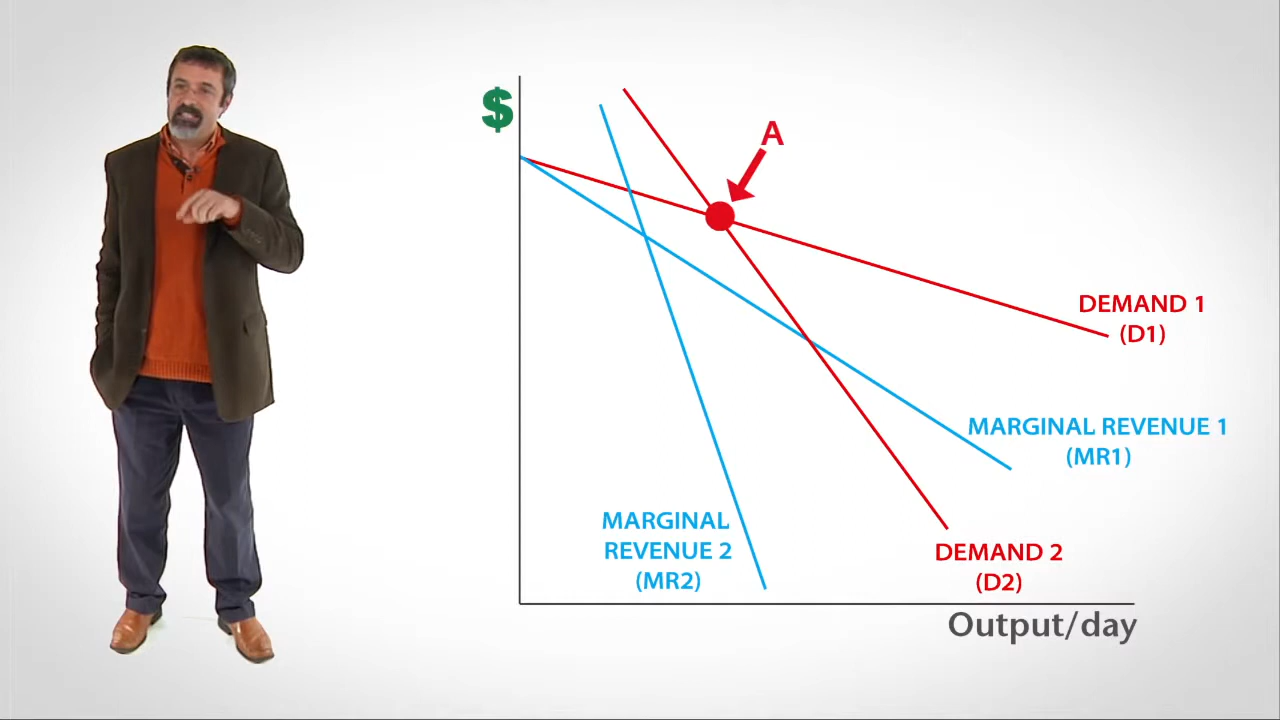 $
A
DEMAND 1
(D1)
MARGINAL REVENUE 1
(MR1)
MARGINAL
REVENUE 2
(MR2)
DEMAND 2
(D2)
Output/day